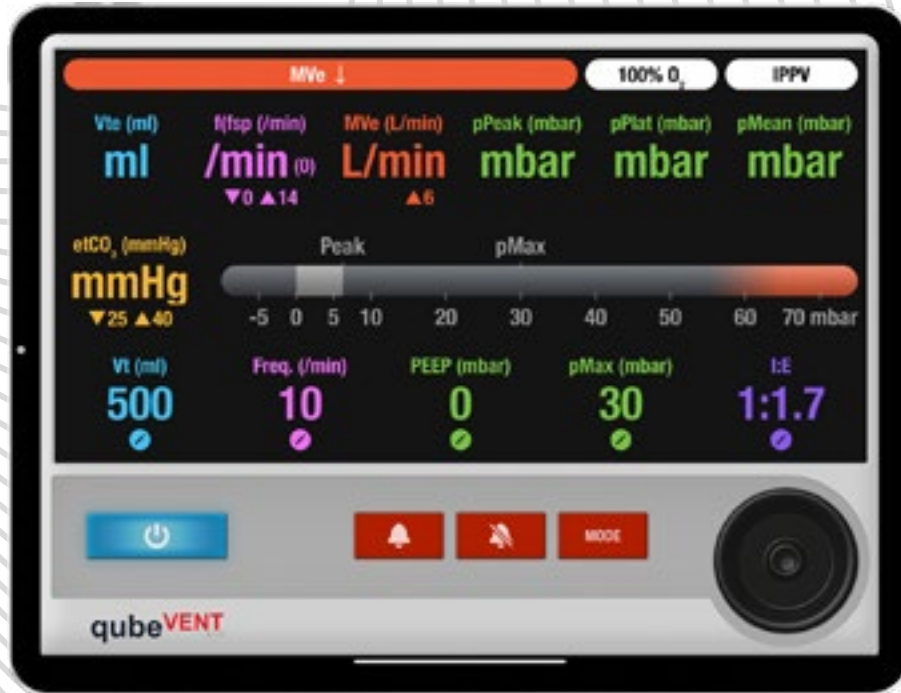 MVe ↓ 100% O₂ IPPV
Vte (ml) f(fsp (/min) MVe (L/min) pPeak (mbar) pPlat (mbar) pMean (mbar)
ml /min (0) L/min mbar mbar mbar
▼0 ▲14 ▲6
etCO₂ (mmHg) Peak pMax
mmHg
▼25 ▲40 -5 0 5 10 20 30 40 50 60 70 mbar
Vt (ml) Freq. (/min) PEEP (mbar) pMax (mbar) I:E
500 10 0 30 1:1.7
MODE
qubeVENT